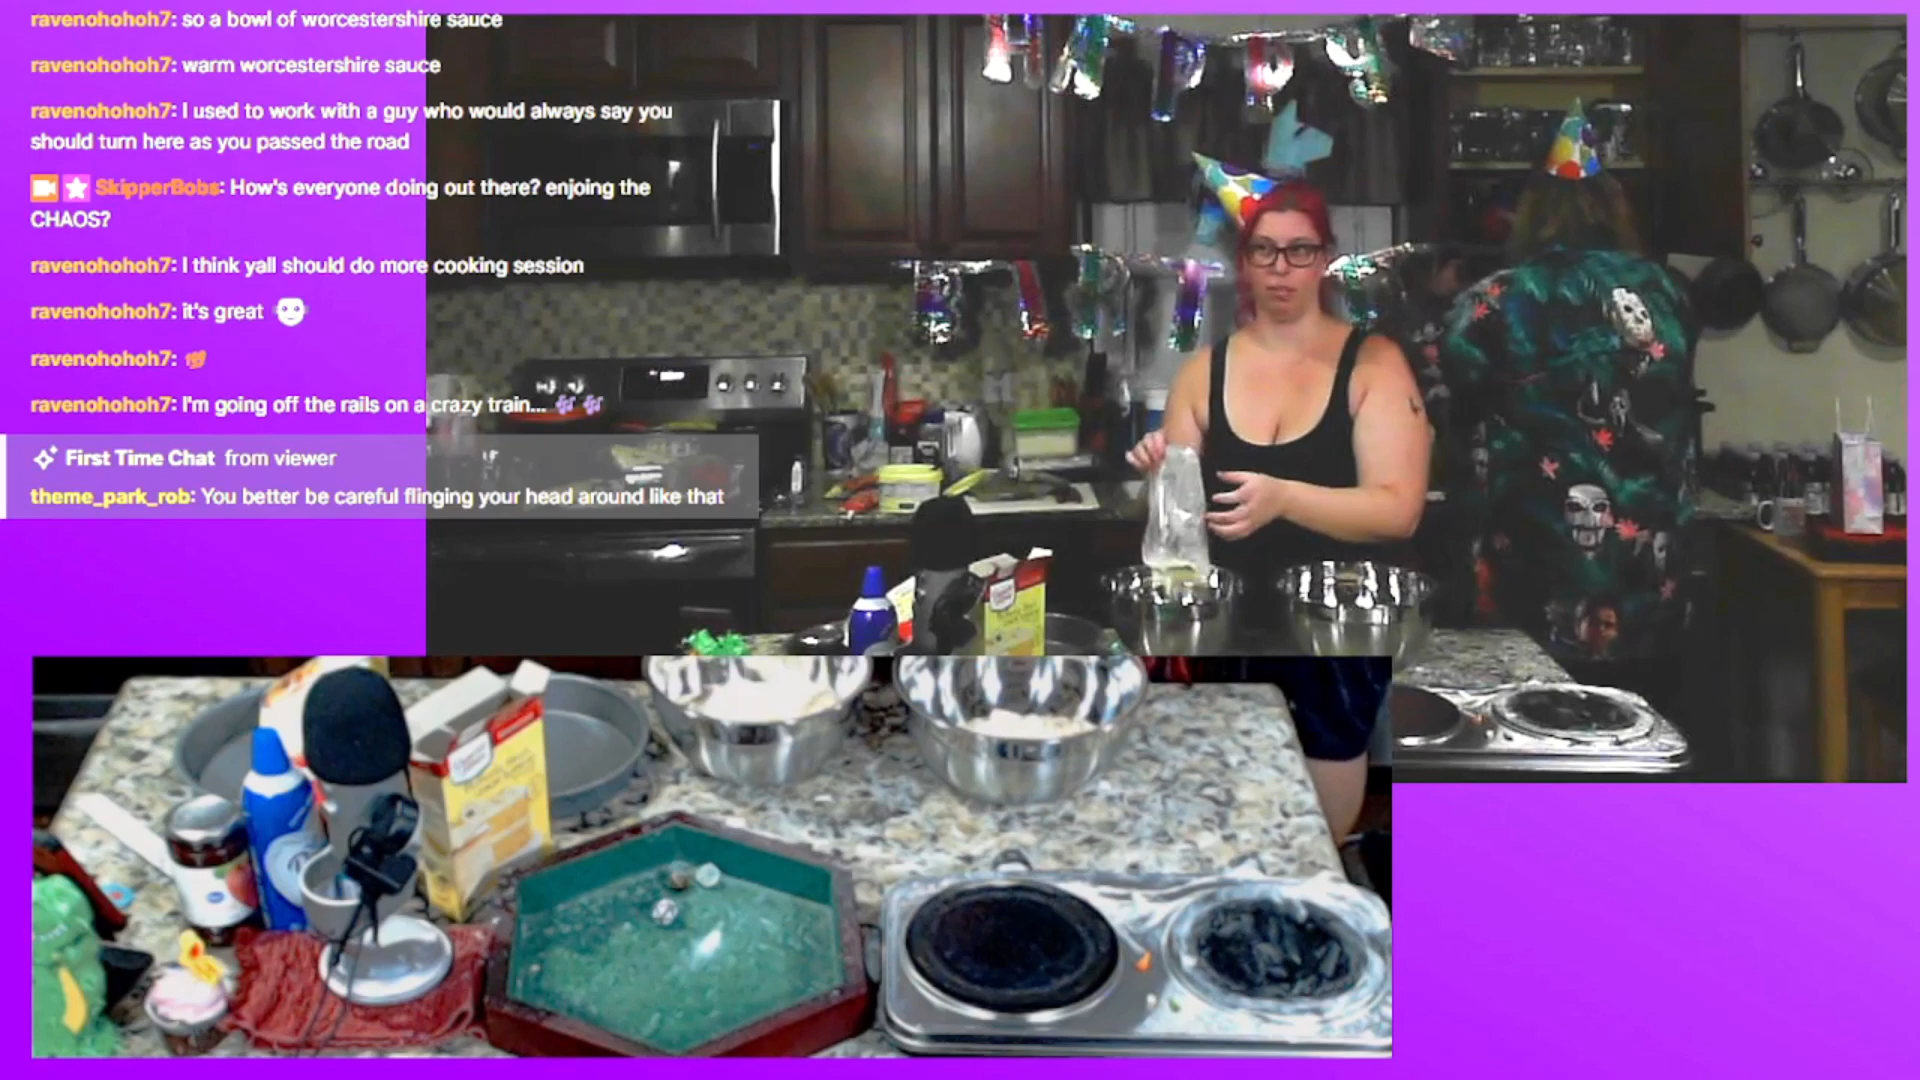 ravenohohoh7: so a bowl of worcestershire sauce
ravenohohoh7: warm worcestershire sauce
ravenohohoh7: I used to work with a guy who would always say you
should turn here as you passed the road
SkipperBobs: How's everyone doing out there? enjoing the
CHAOS?
ravenohohoh7: I think yall should do more cooking session
ravenohohoh7: it's great
ravenohohoh7:
ravenohohoh7: I'm going off the rails on a crazy train...
First Time Chat from viewer
theme_park_rob: You better be careful flinging your head around like that